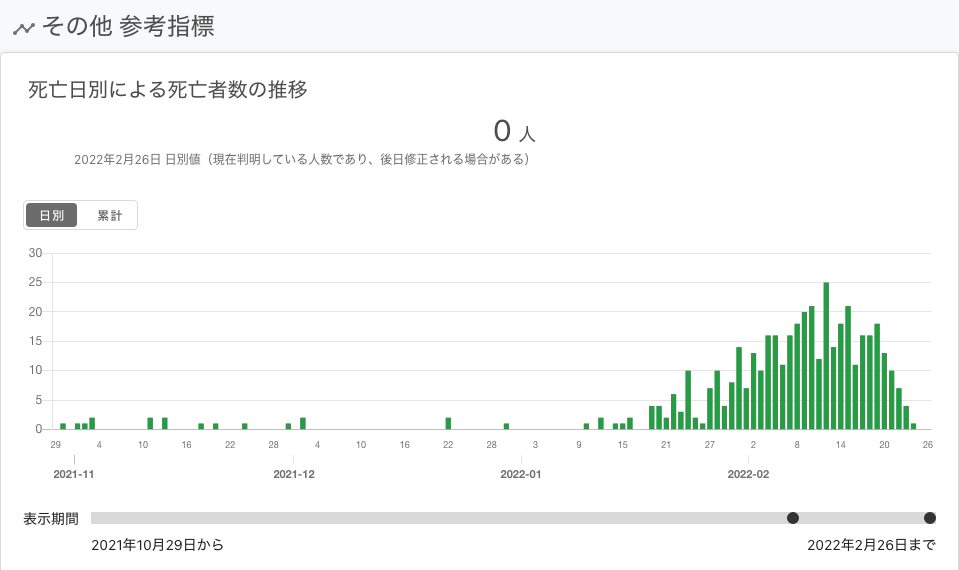 その他 参考指標
死亡日別による死亡者数の推移
0 人
2022年2月26日 日別値（現在判明している人数であり、後日修正される場合がある）
日別 累計
30
25
20
15
10
5
0
29 4 10 16 22 28 4 10 16 22 28 3 9 15 21 27 2 8 14 20 26
2021-11 2021-12 2022-01 2022-02
表示期間
2021年10月29日から 2022年2月26日まで